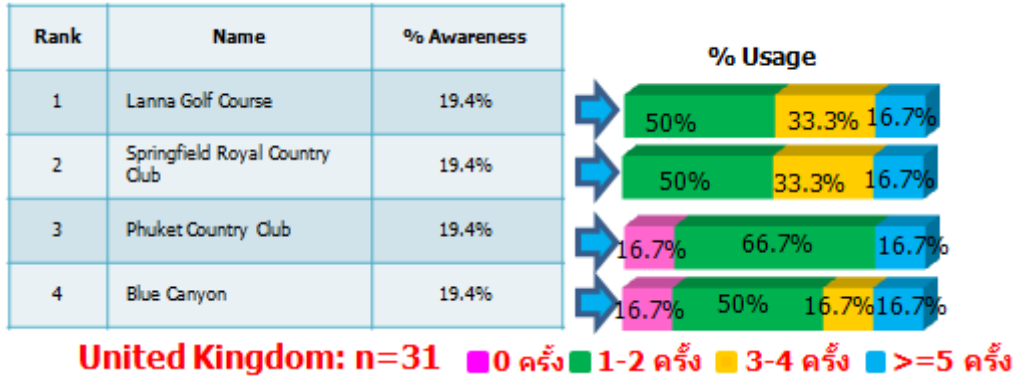 Rank Name % Awareness
% Usage
1 Lanna Golf Course 19.4% 50% 33.3% 16.7%
2 Springfield Royal Country
Club 19.4% 50% 33.3% 16.7%
3 Phuket Country Club 19.4% 16.7% 66.7% 16.7%
4 Blue Canyon 19.4% 16.7% 50% 16.7% 16.7%
United Kingdom: n=31 0 ครั้ง 1-2 ครั้ง 3-4 ครั้ง >=5 ครั้ง